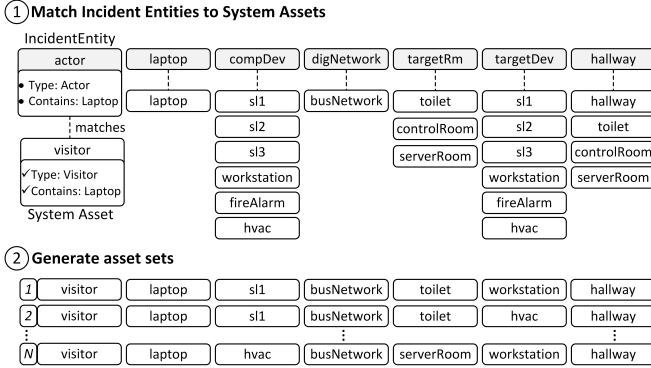 1 Match Incident Entities to System Assets
IncidentEntity
actor laptop compDev digNetwork targetRm targetDev hallway
• Type: Actor
• Contains: Laptop
laptop sl1 busNetwork toilet sl1 hallway
matches
sl2 controlRoom sl2 toilet
visitor
sl3 serverRoom sl3 controlRoom
✓Type: Visitor
✓Contains: Laptop
workstation workstation serverRoom
System Asset
fireAlarm fireAlarm
hvac hvac
2 Generate asset sets
1 visitor laptop sl1 busNetwork toilet workstation hallway
2 visitor laptop sl1 busNetwork toilet hvac hallway
N visitor laptop hvac busNetwork serverRoom workstation hallway